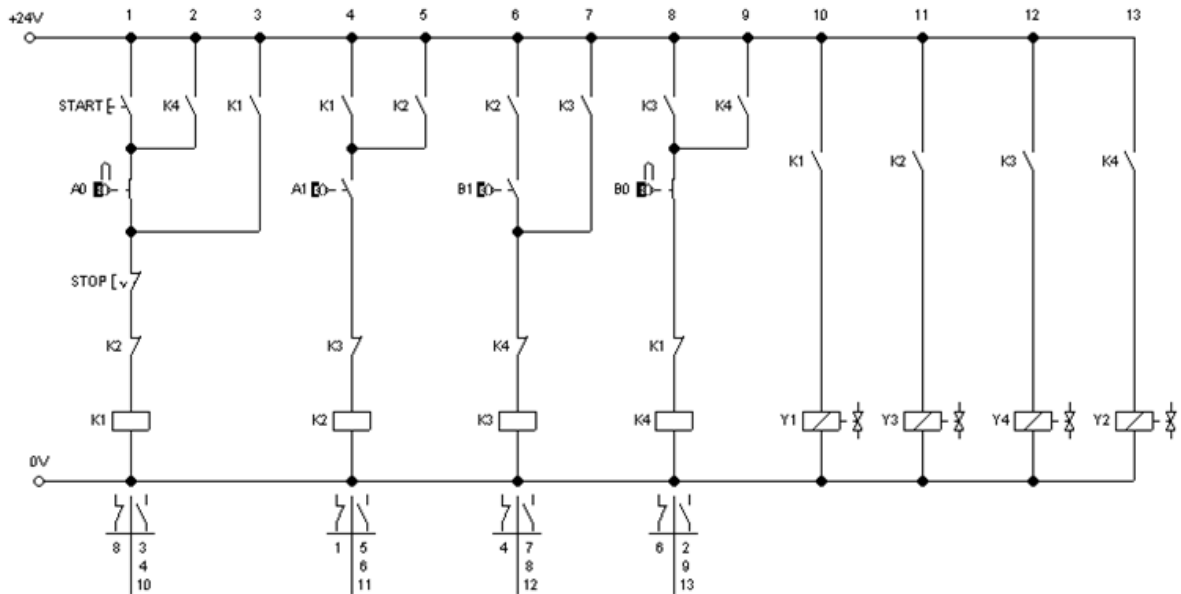 1 2 3 4 5 6 7 8 9 10 11 12 13
+24V
START K4 K1 K1 K2 K2 K3 K3 K4
K1 K2 K3 K4
A0 A1 B1 B0
STOP
K2 K3 K4 K1
K1 K2 K3 K4 Y1 Y3 Y4 Y2
0V
8 3 1 5 4 7 6 2
4 6 8 9
10 11 12 13